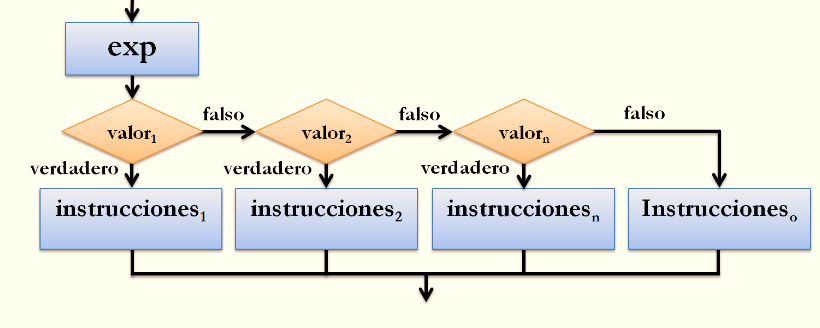 exp
falso
falso
falso
valor₁
valor₂
valorₙ
verdadero
verdadero
verdadero
instrucciones₁
instrucciones₂
instruccionesₙ
Instruccionesₒ